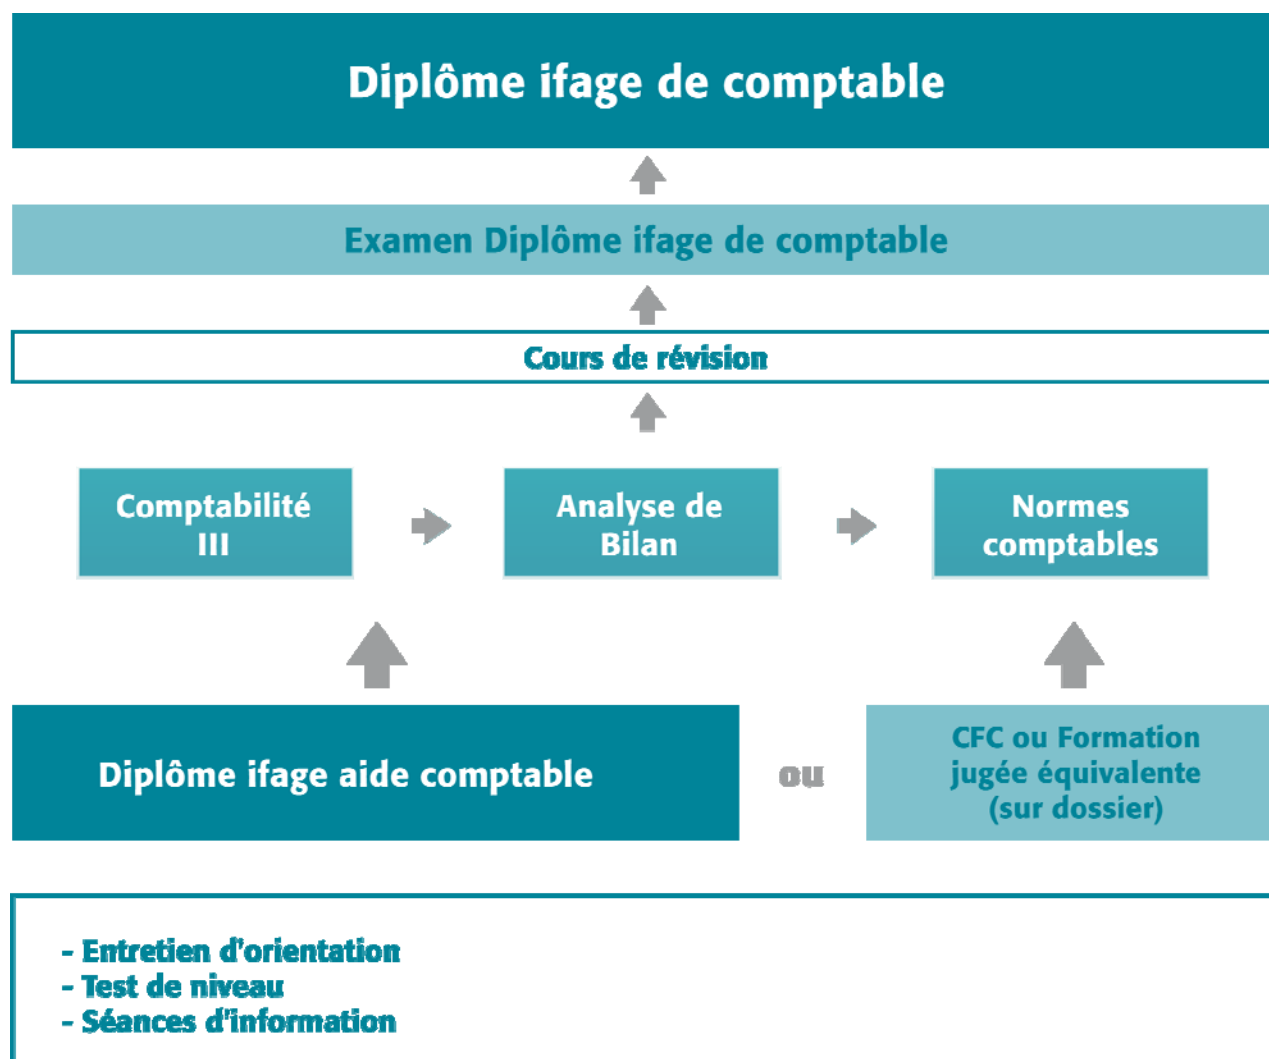 Diplôme ifage de comptable
Examen Diplôme ifage de comptable
Cours de révision
Comptabilité
III
Analyse de
Bilan
Normes
comptables
Diplôme ifage aide comptable
ou
CFC ou Formation
jugée équivalente
(sur dossier)
- Entretien d'orientation
- Test de niveau
- Séances d'information